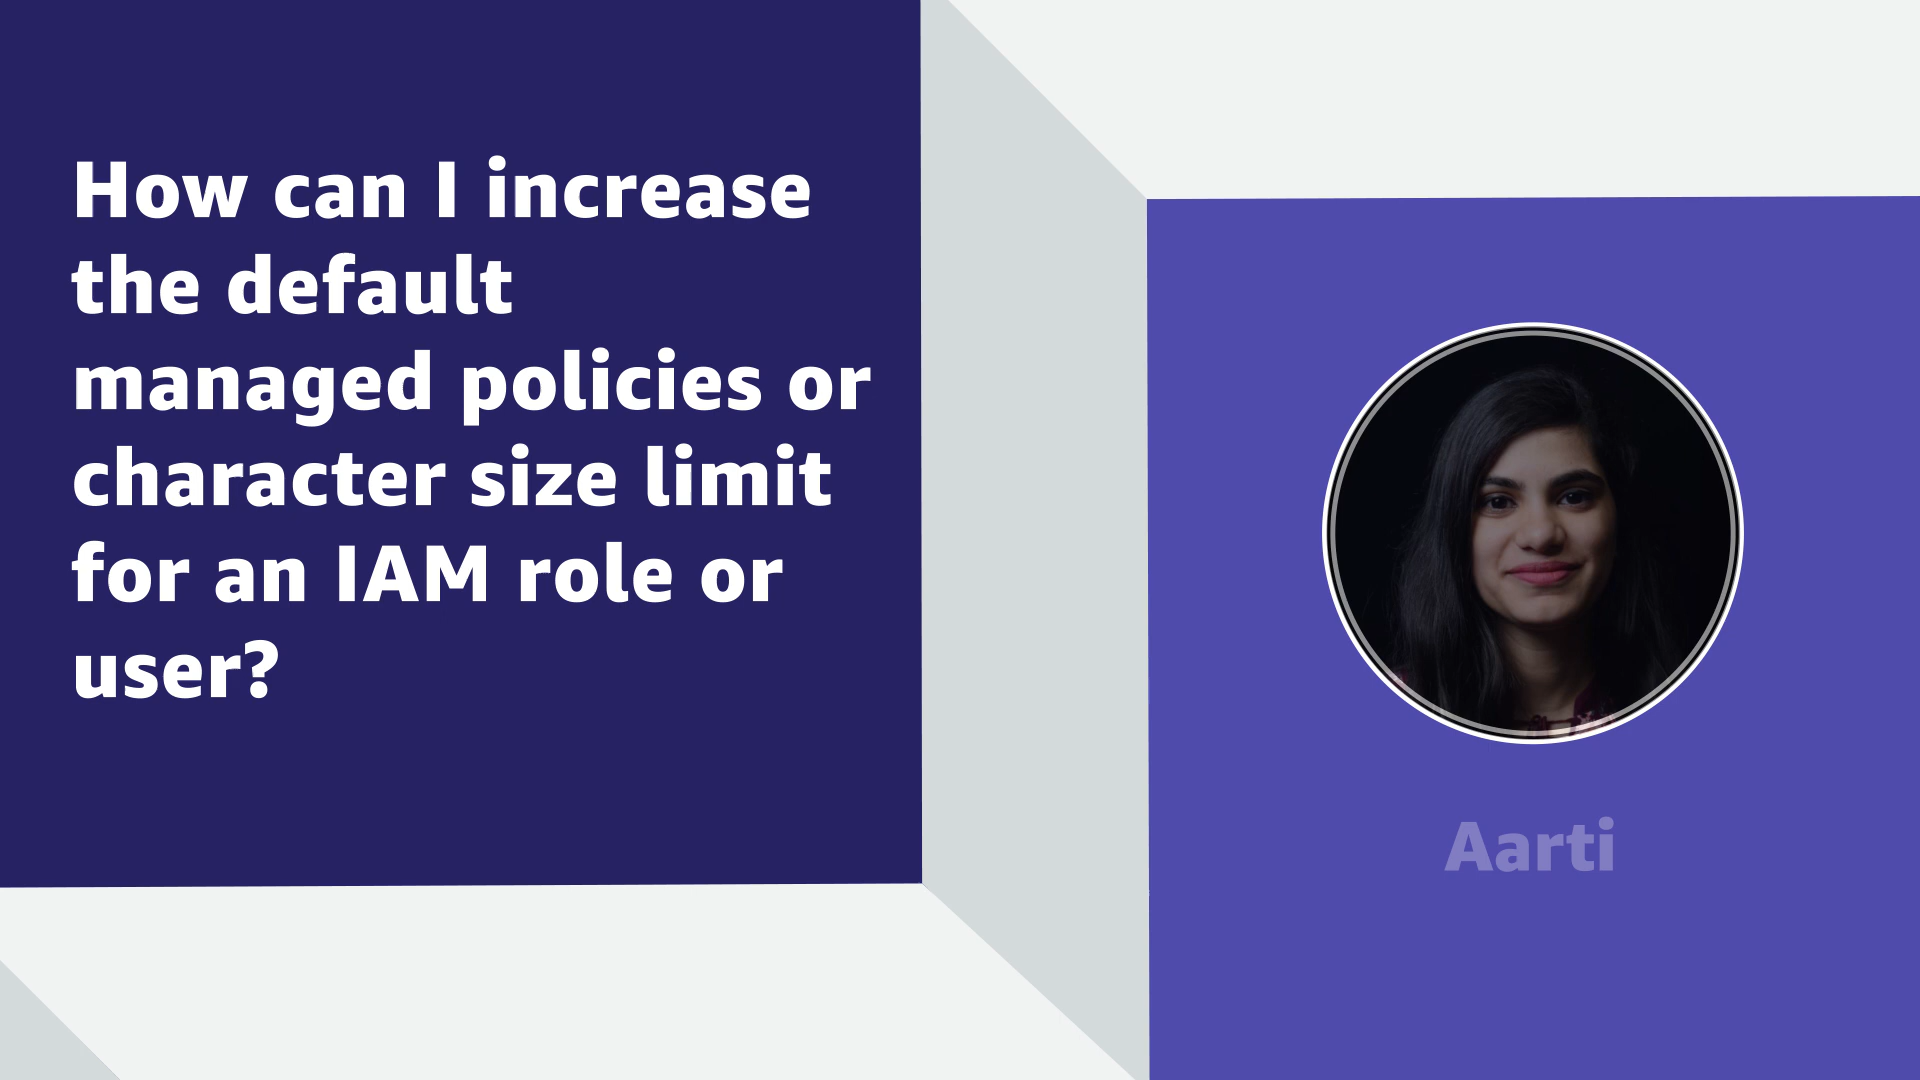 How can I increase
the default
managed policies or
character size limit
for an IAM role or
user?
Aarti